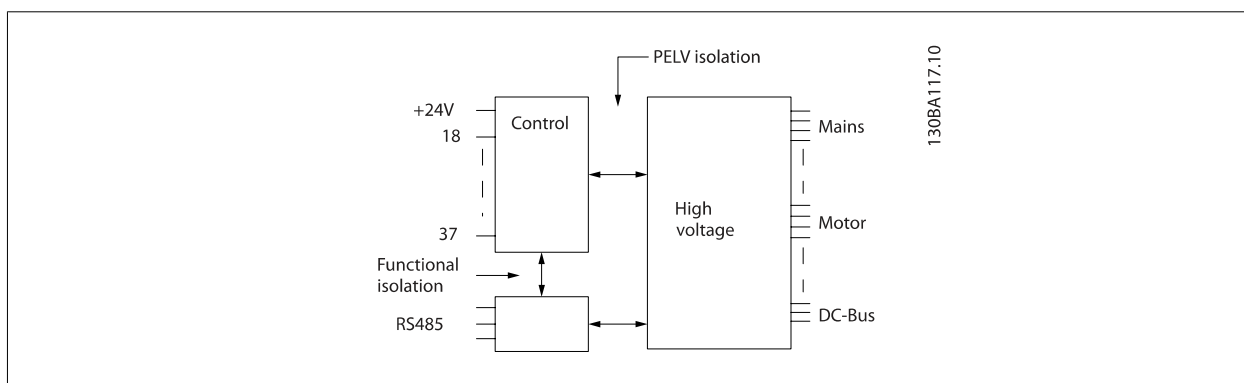 PELV isolation
+24V
Control
18
37
Functional
isolation
RS485
High
voltage
Mains
Motor
DC-Bus
130BA117.10